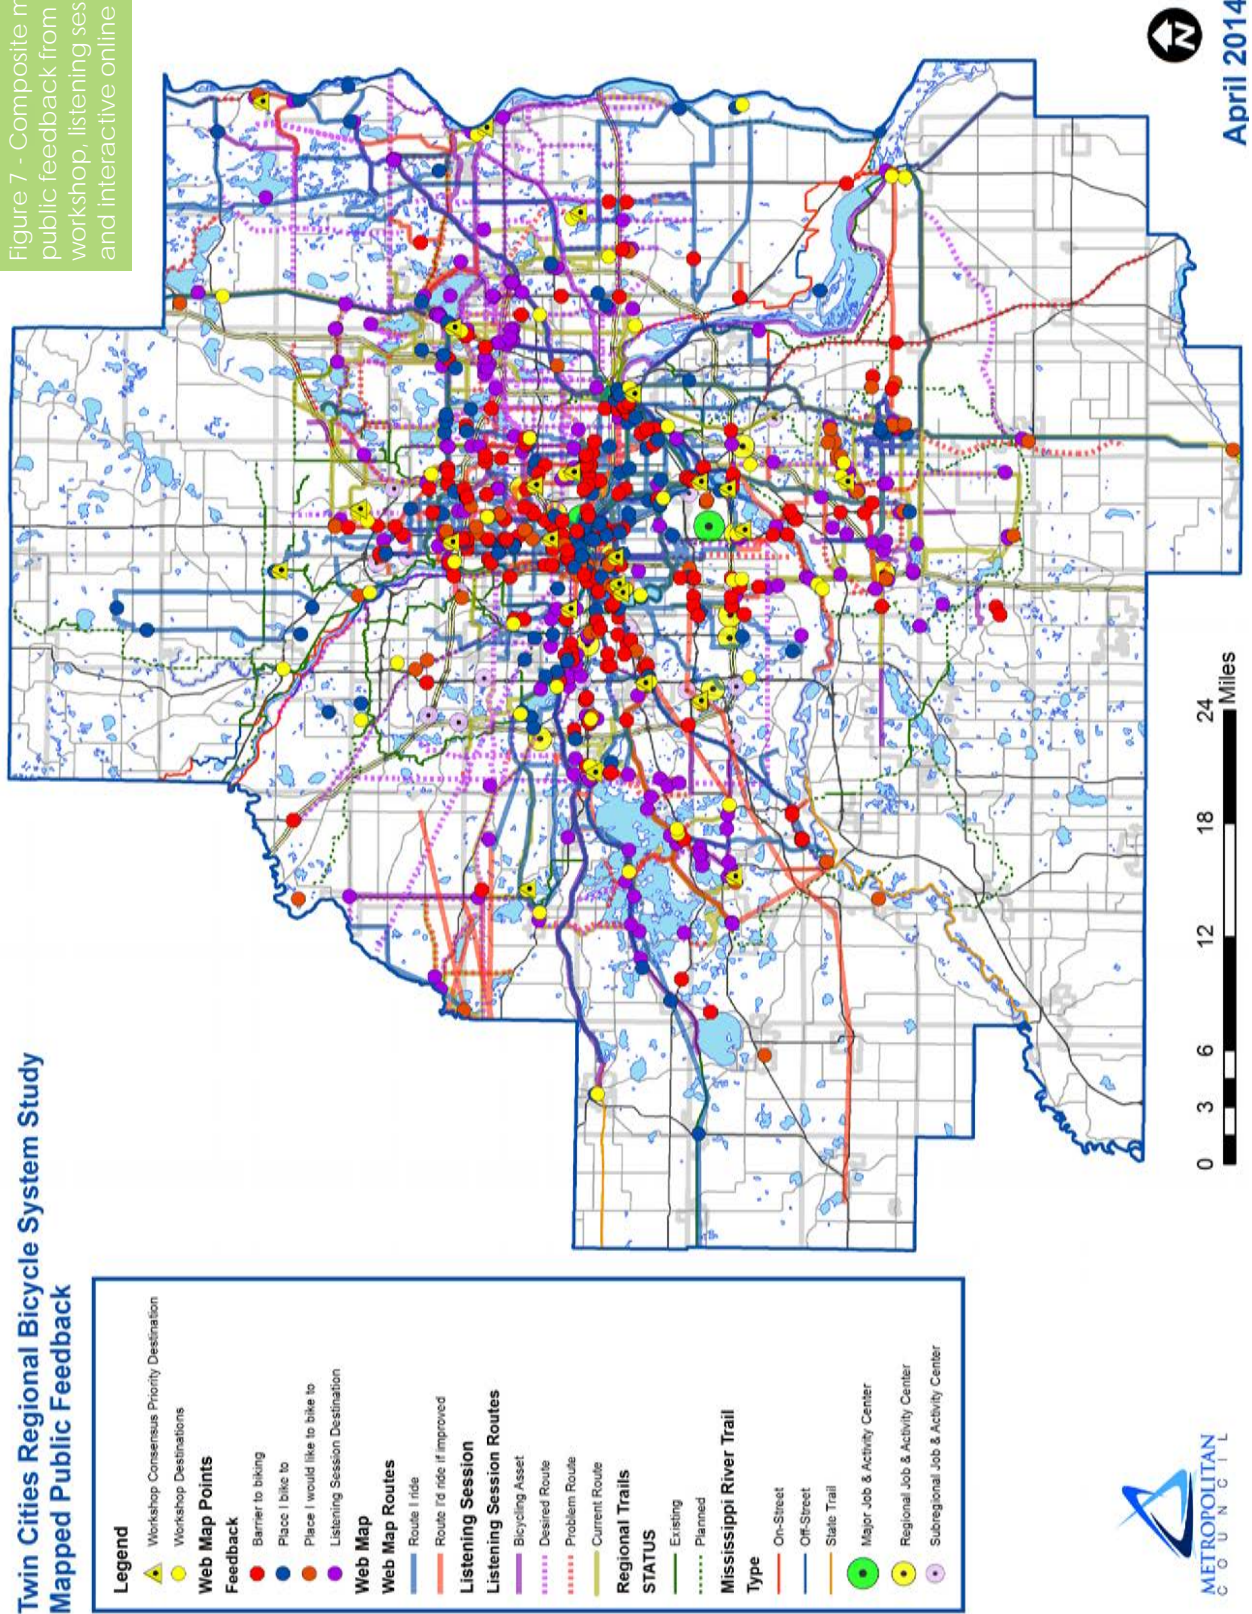 Figure 7 - Composite m
public feedback from
workshop, listening ses
and interactive online
Twin Cities Regional Bicycle System Study
Mapped Public Feedback
Legend
Workshop Consensus Priority Destination
Workshop Destinations
Web Map Points
Feedback
Barrier to biking
Place I bike to
Place I would like to bike to
Listening Session Destination
Web Map
Web Map Routes
Route I ride
Route I'd ride if improved
Listening Session
Listening Session Routes
Bicycling Asset
Desired Route
Problem Route
Current Route
Regional Trails
STATUS
Existing
Planned
Mississippi River Trail
Type
On-Street
Off-Street
State Trail
Major Job & Activity Center
Regional Job & Activity Center
Subregional Job & Activity Center
METROPOLITAN
COUNCIL
0 3 6 12 18 24
Miles
N
April 2014